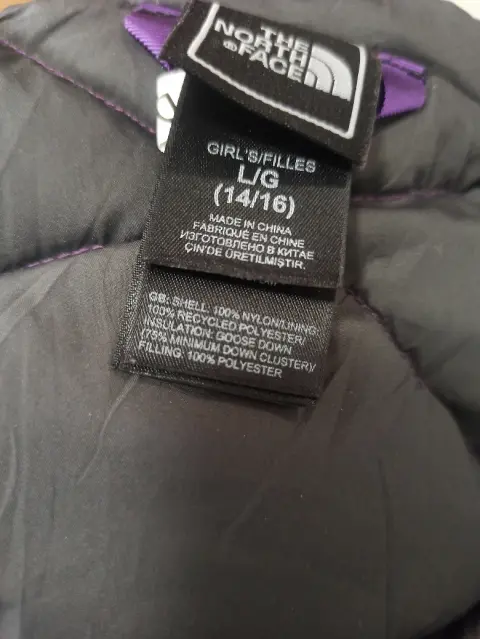 THE
NORTH
FACE
GIRL'S/FILLES
L/G
(14/16)
MADE IN CHINA
FABRIQUÉ EN CHINE
ИЗГОТОВЛЕНО В КИТАЕ
ÇIN'DE ÜRETILMIŞTIR.
GB: SHELL: 100% NYLON/LINING:
100% RECYCLED POLYESTER/
INSULATION: GOOSE DOWN
(75% MINIMUM DOWN CLUSTER)/
FILLING: 100% POLYESTER